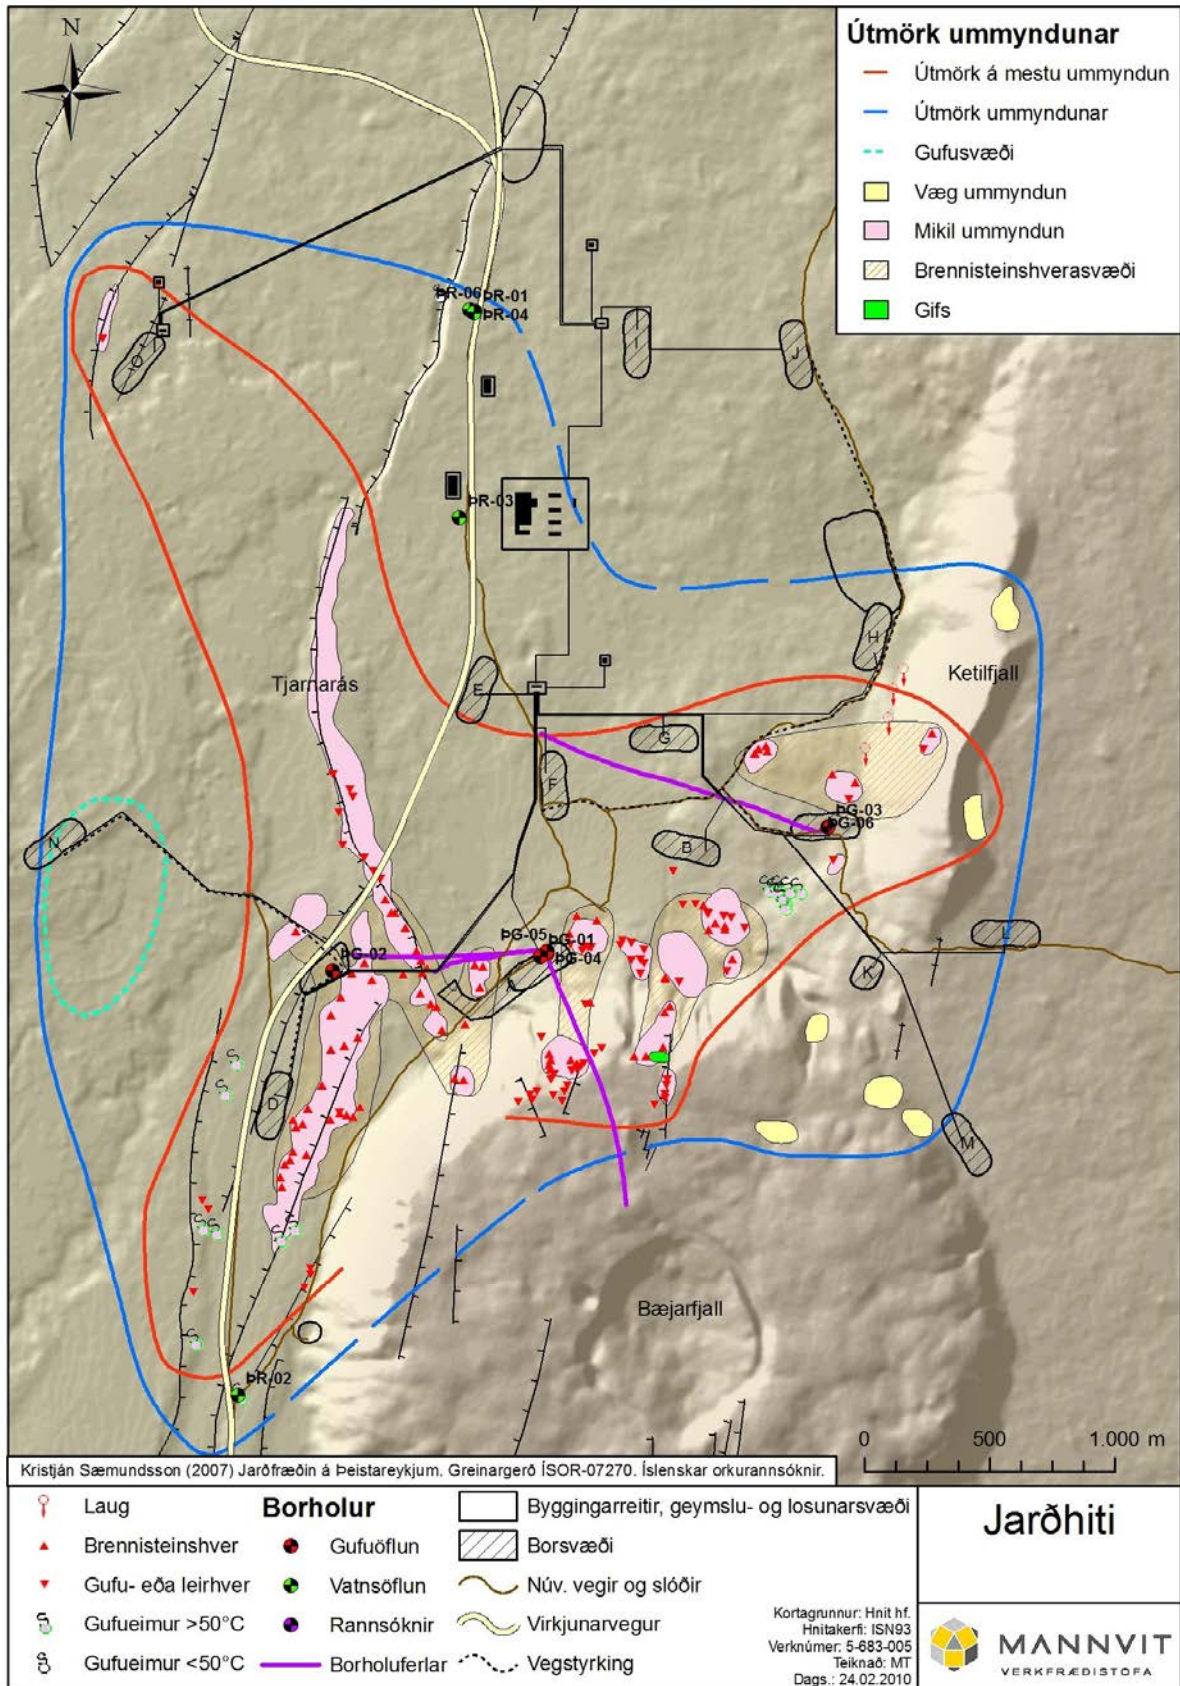 N
Útmörk ummyndunar
Útmörk á mestu ummyndun
Útmörk ummyndunar
Gufusvæði
Væg ummyndun
Mikil ummyndun
Brennisteinshverasvæði
Gifs
ÞR-06
ÞR-01
ÞR-04
Ø
I
J
ÞR-03
H
Tjarnarás
Ketilfjall
E
G
F
ÞG-03
ÞG-06
N
B
ÞG-05
ÞG-01
ÞG-02
ÞG-04
A
L
K
D
M
Bæjarfjall
ÞR-02
0 500 1.000 m
Kristján Sæmundsson (2007) Jarðfræðin á Þeistareykjum. Greinargerð ÍSOR-07270. Íslenskar orkurannsóknir.
Laug
Brennisteinshver
Gufu- eða leirhver
Gufueimur >50°C
Gufueimur <50°C
Borholur
Gufuöflun
Vatnsöflun
Rannsóknir
Borholuferlar
Byggingarreitir, geymslu- og losunarsvæði
Borsvæði
Núv. vegir og slóðir
Virkjunarvegur
Vegstyrking
Kortagrunnur: Hnit hf.
Hnitakerfi: ISN93
Verknúmer: 5-683-005
Teiknað: MT
Dags.: 24.02.2010
Jarðhiti
MANNVIT
VERKFRÆÐISTOFA